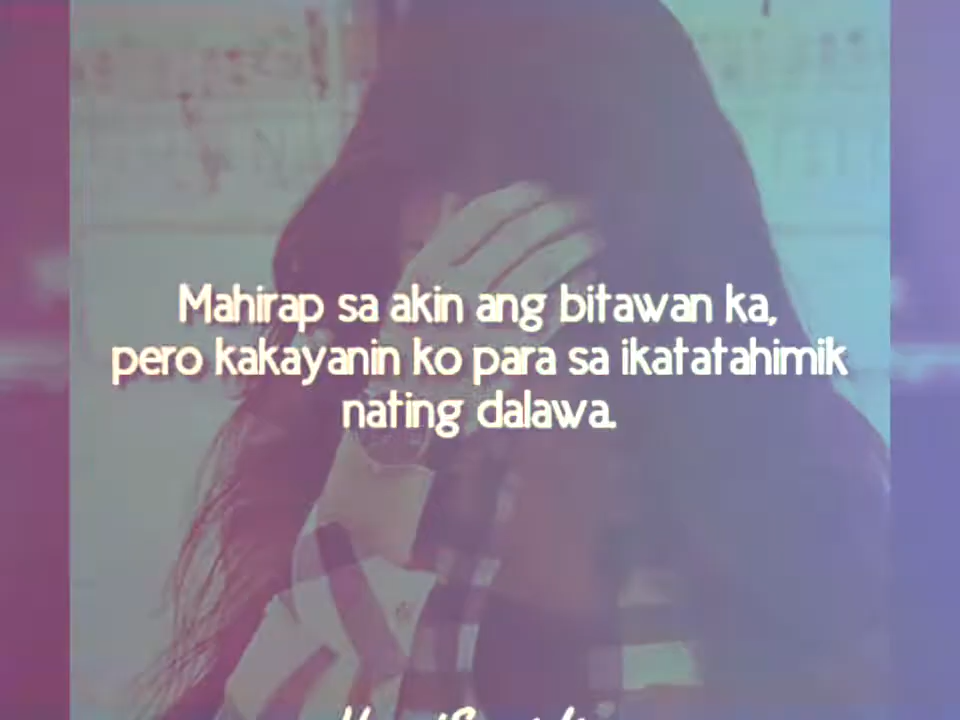 Mahirap sa akin ang bitawan ka,
pero kakayanin ko para sa ikatatahimik
nating dalawa.